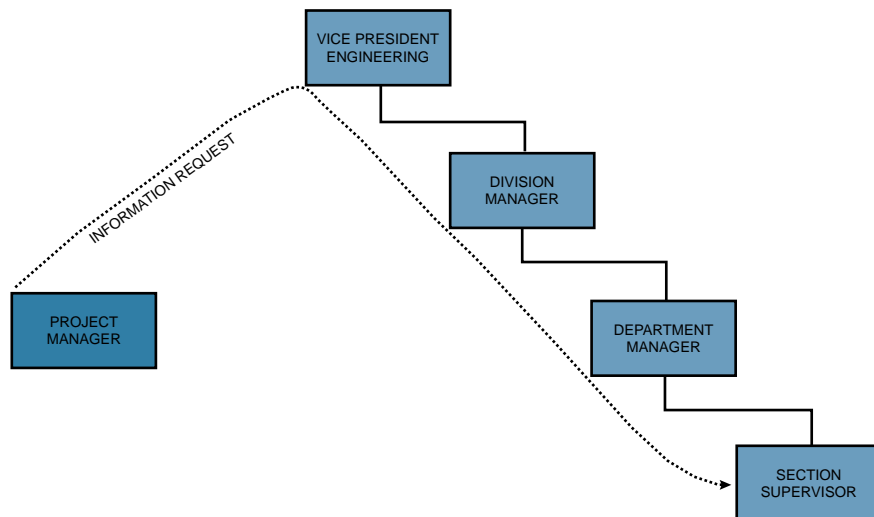 VICE PRESIDENT
ENGINEERING
INFORMATION REQUEST
DIVISION
MANAGER
PROJECT
MANAGER
DEPARTMENT
MANAGER
SECTION
SUPERVISOR